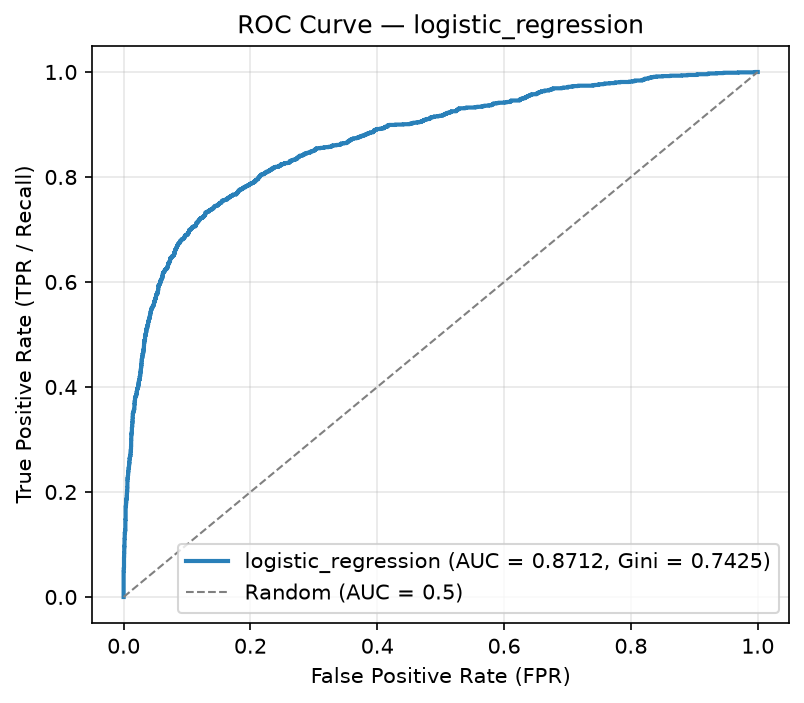 ROC Curve — logistic_regression
True Positive Rate (TPR / Recall)
1.0
0.8
0.6
0.4
0.2
0.0
logistic_regression (AUC = 0.8712, Gini = 0.7425)
Random (AUC = 0.5)
0.0 0.2 0.4 0.6 0.8 1.0
False Positive Rate (FPR)